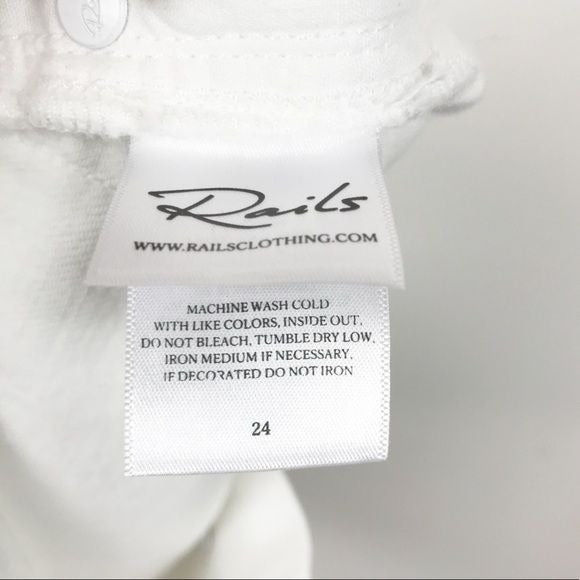 Rails
WWW.RAILSCLOTHING.COM
MACHINE WASH COLD
WITH LIKE COLORS, INSIDE OUT.
DO NOT BLEACH, TUMBLE DRY LOW.
IRON MEDIUM IF NECESSARY.
IF DECORATED DO NOT IRON
24